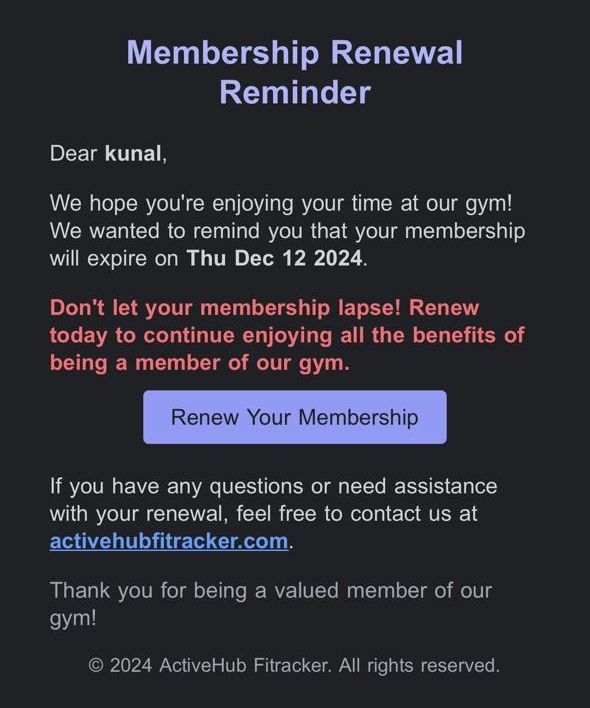 Membership Renewal
Reminder
Dear kunal,
We hope you're enjoying your time at our gym!
We wanted to remind you that your membership
will expire on Thu Dec 12 2024.
Don't let your membership lapse! Renew
today to continue enjoying all the benefits of
being a member of our gym.
Renew Your Membership
If you have any questions or need assistance
with your renewal, feel free to contact us at
activehubfitracker.com.
Thank you for being a valued member of our
gym!
© 2024 ActiveHub Fitracker. All rights reserved.